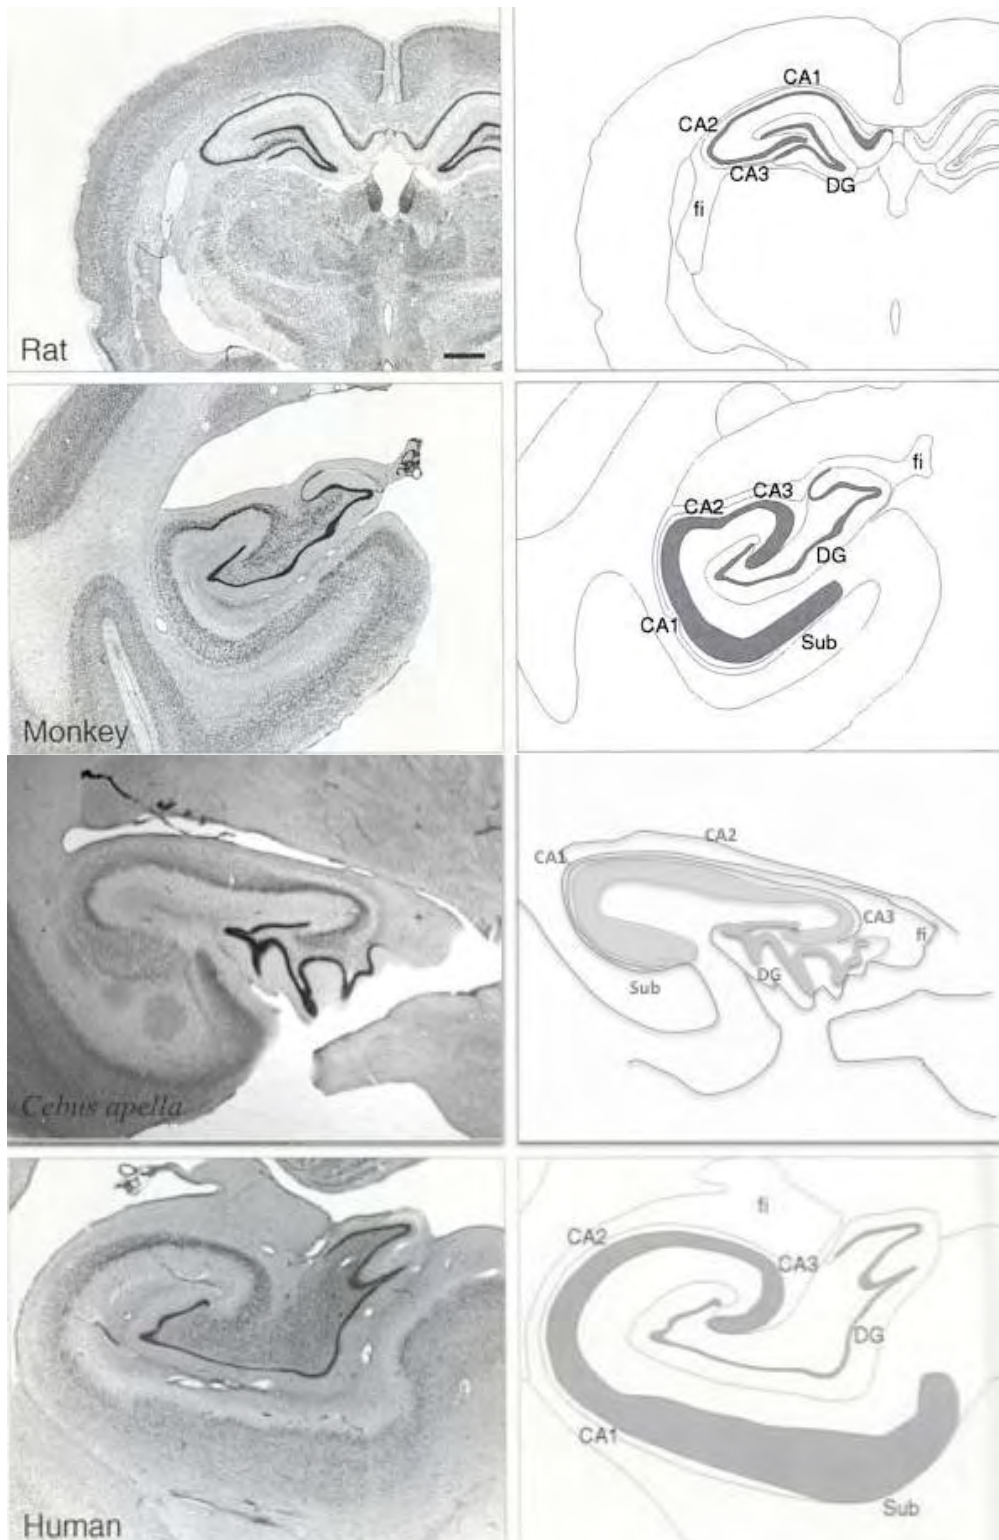 Rat
CA1
CA2
CA3
DG
fi
Monkey
fi
CA3
CA2
DG
CA1
Sub
Cebus apella
CA2
CA1
CA3
fi
DG
Sub
Human
fi
CA2
CA3
DG
CA1
Sub